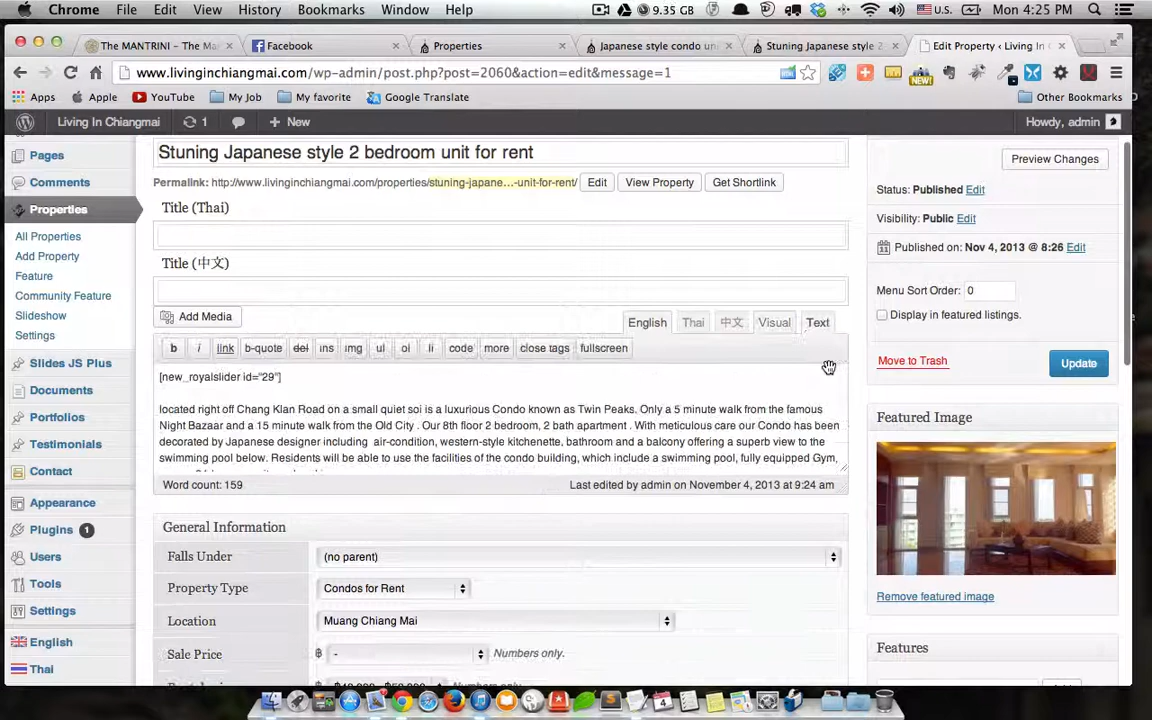 Chrome File Edit View History Bookmarks Window Help 9.35 GB U.S. Mon 4:25 PM
The MANTRINI – The Ma Facebook Properties Japanese style condo un Stuning Japanese style 2 Edit Property ‹ Living In C
www.livinginchiangmai.com/wp-admin/post.php?post=2060&action=edit&message=1
Apps Apple YouTube My Job My favorite Google Translate Other Bookmarks
Living In Chiangmai 1 New Howdy, admin
Pages
Comments
Properties
All Properties
Add Property
Feature
Community Feature
Slideshow
Settings
Slides JS Plus
Documents
Portfolios
Testimonials
Contact
Appearance
Plugins 1
Users
Tools
Settings
English
Thai
Stuning Japanese style 2 bedroom unit for rent
Permalink: http://www.livinginchiangmai.com/properties/stuning-japane...-unit-for-rent/ Edit View Property Get Shortlink
Title (Thai)
Title (中文)
Add Media English Thai 中文 Visual Text
b i link b-quote del ins img ul ol li code more close tags fullscreen
[new_royalslider id="29"]
located right off Chang Klan Road on a small quiet soi is a luxurious Condo known as Twin Peaks. Only a 5 minute walk from the famous
Night Bazaar and a 15 minute walk from the Old City . Our 8th floor 2 bedroom, 2 bath apartment . With meticulous care our Condo has been
decorated by Japanese designer including air-condition, western-style kitchenette, bathroom and a balcony offering a superb view to the
swimming pool below. Residents will be able to use the facilities of the condo building, which include a swimming pool, fully equipped Gym,
Word count: 159 Last edited by admin on November 4, 2013 at 9:24 am
General Information
Falls Under (no parent)
Property Type Condos for Rent
Location Muang Chiang Mai
Sale Price ฿ - Numbers only.
Preview Changes
Status: Published Edit
Visibility: Public Edit
Published on: Nov 4, 2013 @ 8:26 Edit
Menu Sort Order: 0
Display in featured listings.
Move to Trash Update
Featured Image
Remove featured image
Features